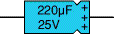 220µF +
25V +
+